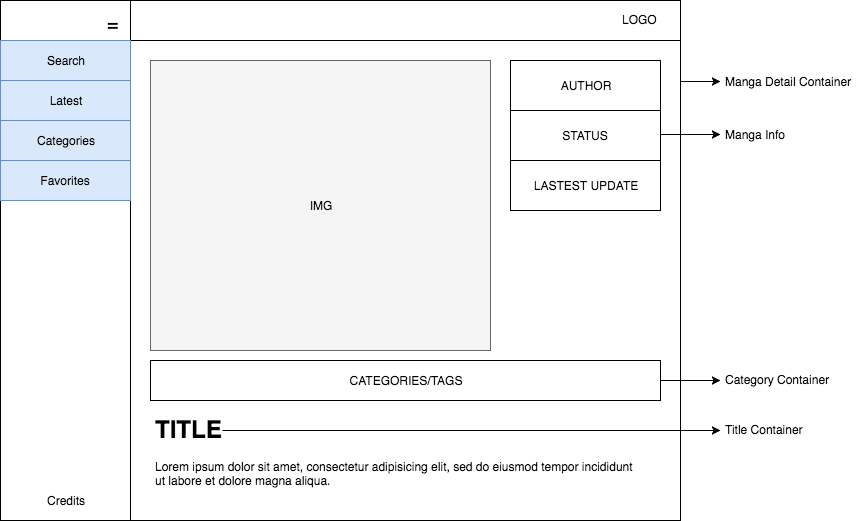 =
LOGO
Search
Latest
Categories
Favorites
Credits
IMG
AUTHOR
STATUS
LASTEST UPDATE
CATEGORIES/TAGS
TITLE
Lorem ipsum dolor sit amet, consectetur adipisicing elit, sed do eiusmod tempor incididunt
ut labore et dolore magna aliqua.
Manga Detail Container
Manga Info
Category Container
Title Container